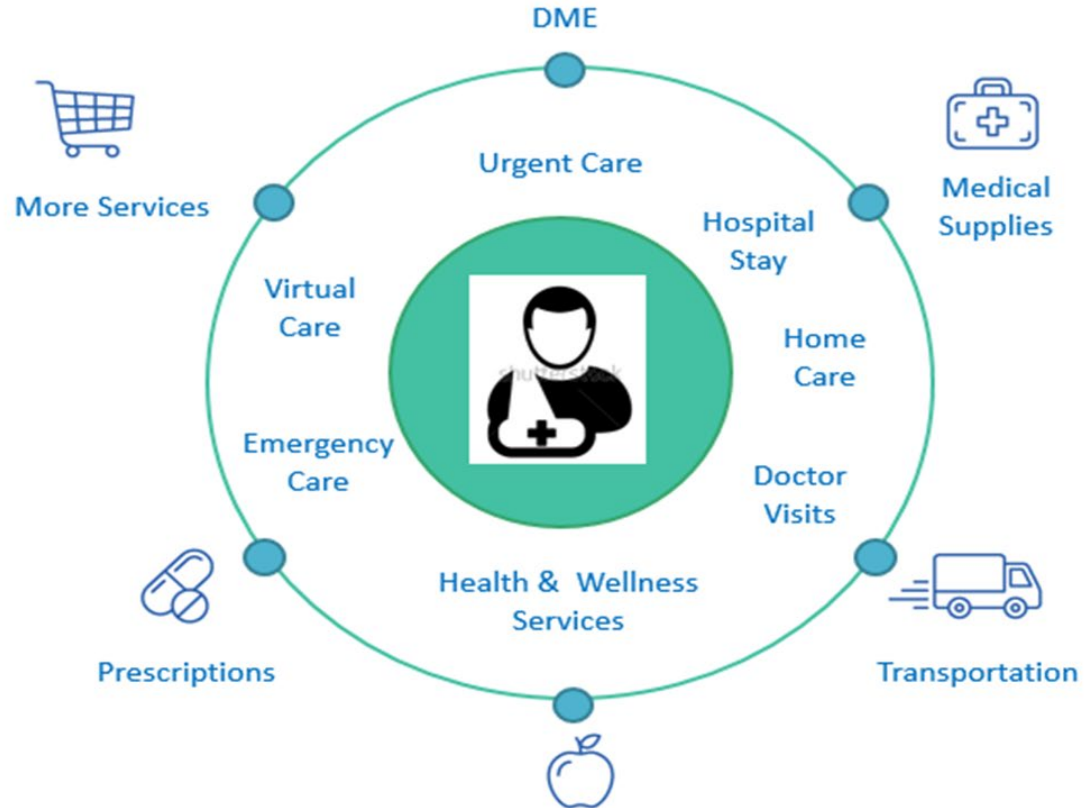 DME
Urgent Care
More Services
Medical
Supplies
Hospital
Stay
Virtual
Care
Home
Care
shutterstock
Emergency
Care
Doctor
Visits
Health & Wellness
Services
Prescriptions
Transportation